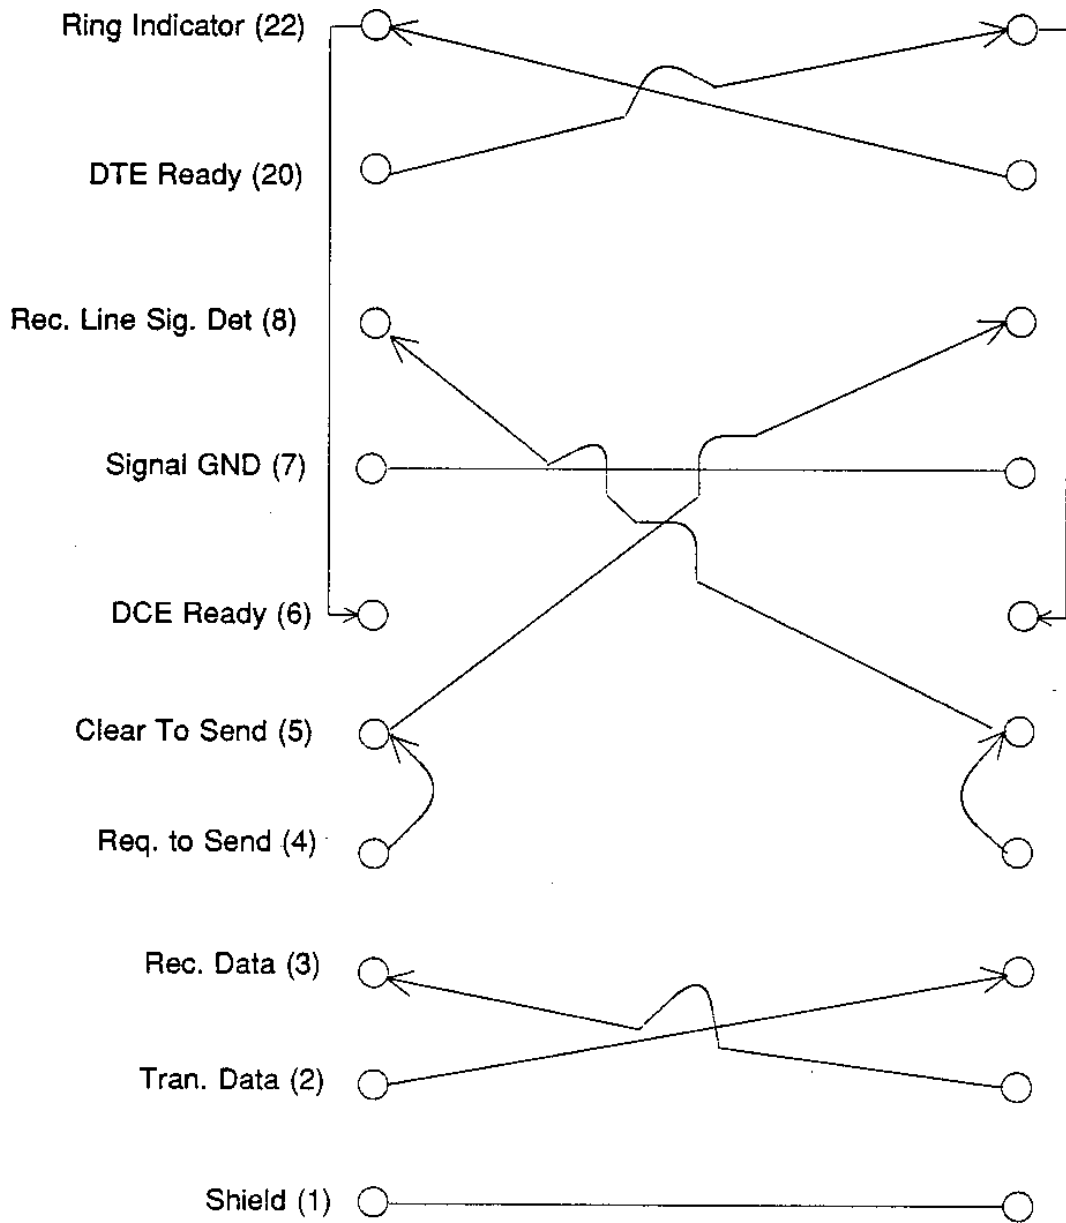 Ring Indicator (22)
DTE Ready (20)
Rec. Line Sig. Det (8)
Signal GND (7)
DCE Ready (6)
Clear To Send (5)
Req. to Send (4)
Rec. Data (3)
Tran. Data (2)
Shield (1)